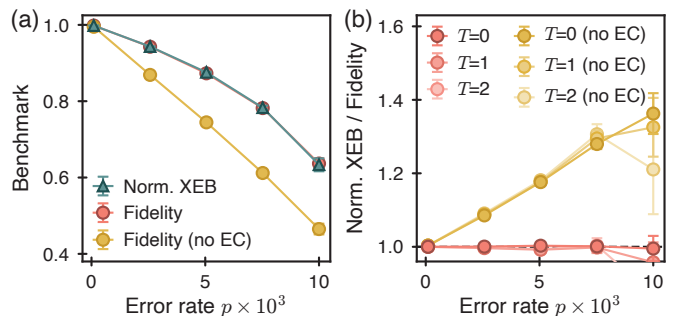 (a)
1.0
0.8
0.6
0.4
Benchmark
Norm. XEB
Fidelity
Fidelity (no EC)
0
5
10
Error rate p × 10³
(b)
1.6
1.4
1.2
1.0
Norm. XEB / Fidelity
T=0
T=1
T=2
T=0 (no EC)
T=1 (no EC)
T=2 (no EC)
0
5
10
Error rate p × 10³